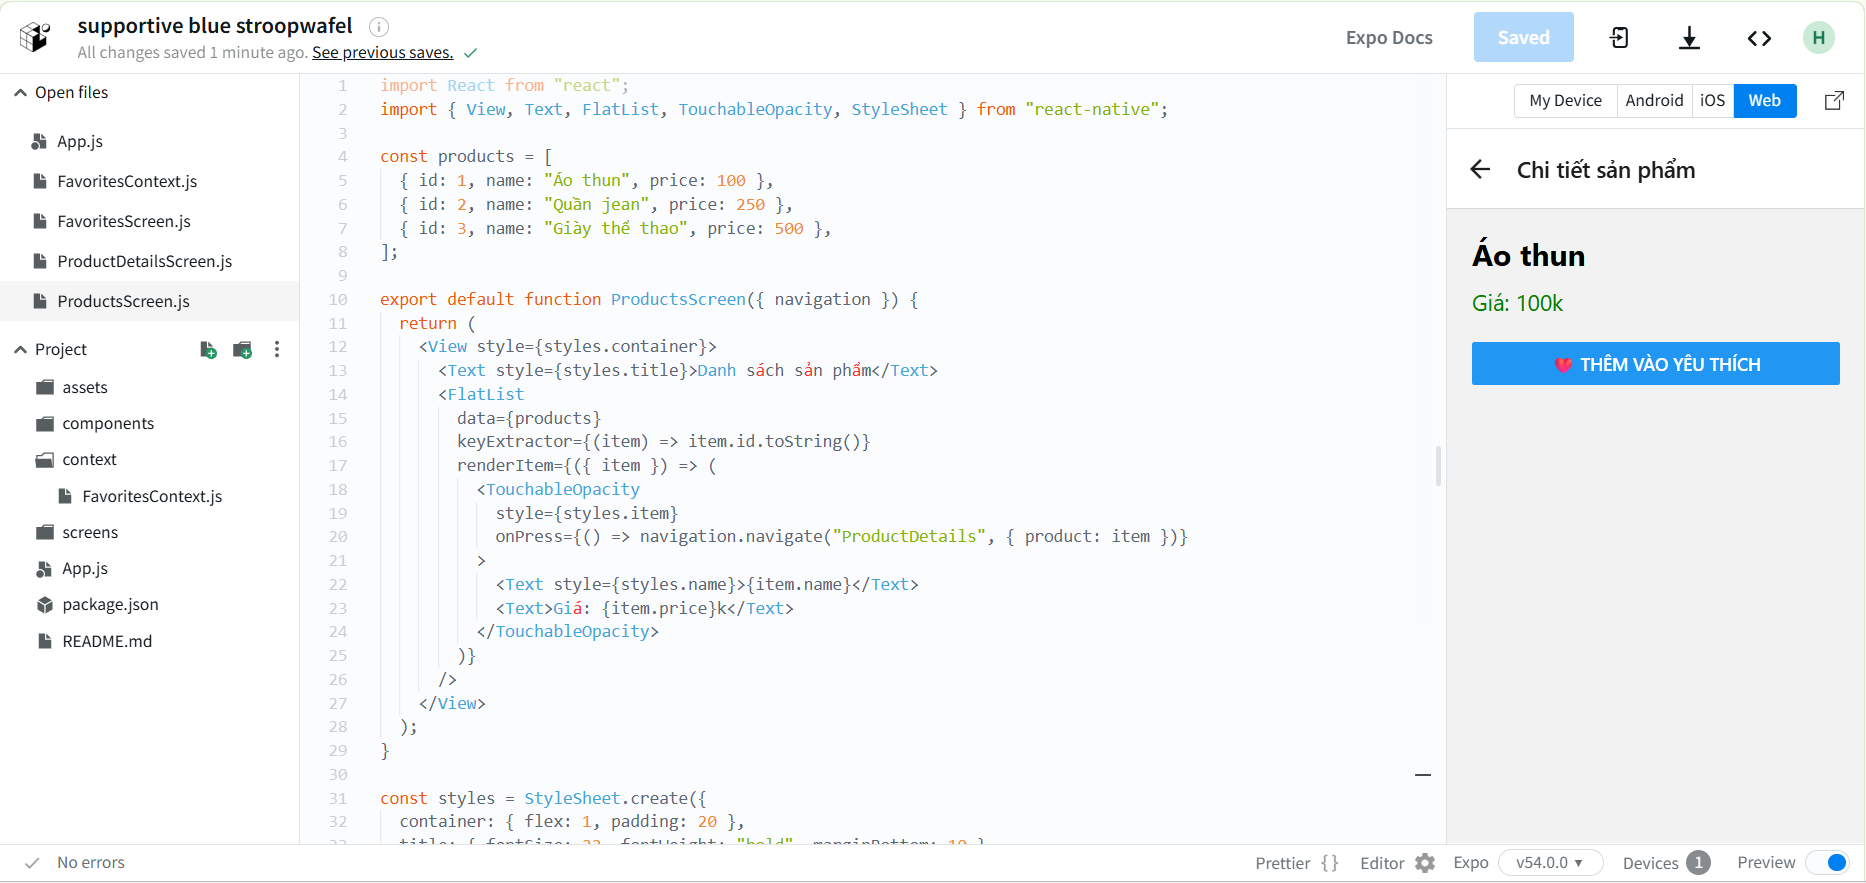 supportive blue stroopwafel
All changes saved 1 minute ago. See previous saves.
Expo Docs
Saved
H
Open files
App.js
FavoritesContext.js
FavoritesScreen.js
ProductDetailsScreen.js
ProductsScreen.js
Project
assets
components
context
FavoritesContext.js
screens
App.js
package.json
README.md
1 import React from "react";
2 import { View, Text, FlatList, TouchableOpacity, StyleSheet } from "react-native";
3
4 const products = [
5 { id: 1, name: "Áo thun", price: 100 },
6 { id: 2, name: "Quần jean", price: 250 },
7 { id: 3, name: "Giày thể thao", price: 500 },
8 ];
9
10 export default function ProductsScreen({ navigation }) {
11 return (
12 <View style={styles.container}>
13 <Text style={styles.title}>Danh sách sản phẩm</Text>
14 <FlatList
15 data={products}
16 keyExtractor={(item) => item.id.toString()}
17 renderItem={({ item }) => (
18 <TouchableOpacity
19 style={styles.item}
20 onPress={() => navigation.navigate("ProductDetails", { product: item })}
21 >
22 <Text style={styles.name}>{item.name}</Text>
23 <Text>Giá: {item.price}k</Text>
24 </TouchableOpacity>
25 )}
26 />
27 </View>
28 );
29 }
30
31 const styles = StyleSheet.create({
32 container: { flex: 1, padding: 20 },
33 title: { fontSize: 22, fontWeight: "bold", marginBottom: 10 },
My Device Android iOS Web
Chi tiết sản phẩm
Áo thun
Giá: 100k
THÊM VÀO YÊU THÍCH
No errors
Prettier {} Editor Expo v54.0.0 Devices 1 Preview